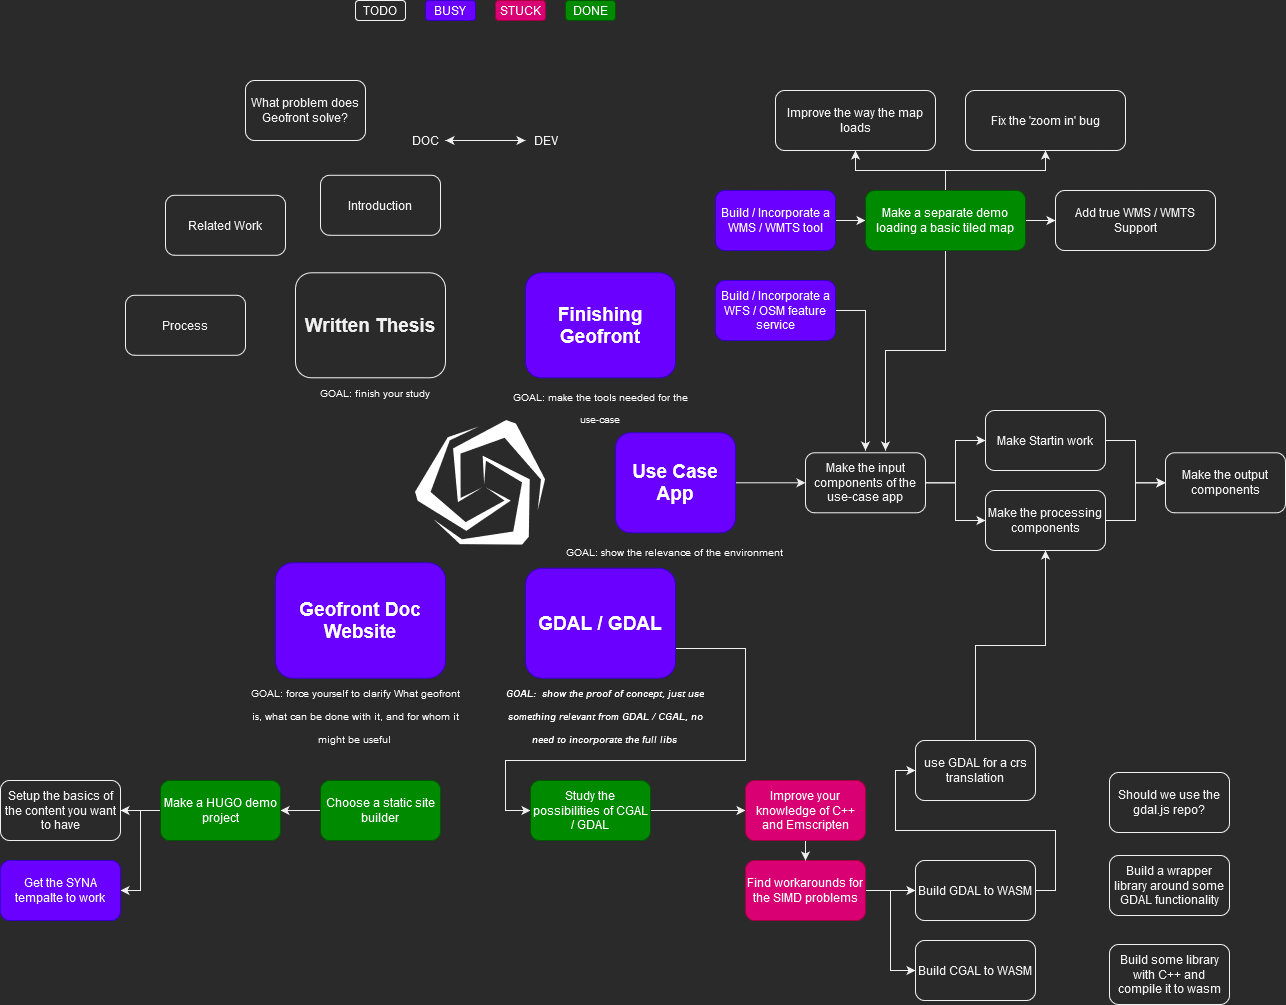 TODO
BUSY
STUCK
DONE
What problem does
Geofront solve?
DOC
DEV
Introduction
Related Work
Process
Written Thesis
GOAL: finish your study
Finishing
Geofront
GOAL: make the tools needed for the
use-case
Improve the way the map
loads
Fix the 'zoom in' bug
Build / Incorporate a
WMS / WMTS tool
Make a separate demo
loading a basic tiled map
Add true WMS / WMTS
Support
Build / Incorporate a
WFS / OSM feature
service
Use Case
App
GOAL: show the relevance of the environment
Make the input
components of the
use-case app
Make Startin work
Make the processing
components
Make the output
components
Geofront Doc
Website
GOAL: force yourself to clarify What geofront
is, what can be done with it, and for whom it
might be useful
GDAL / GDAL
GOAL:  show the proof of concept, just use
something relevant from GDAL / CGAL, no
need to incorporate the full libs
Setup the basics of
the content you want
to have
Make a HUGO demo
project
Choose a static site
builder
Get the SYNA
tempalte to work
Study the
possibilities of CGAL
/ GDAL
Improve your
knowledge of C++
and Emscripten
Find workarounds for
the SIMD problems
use GDAL for a crs
translation
Build GDAL to WASM
Build CGAL to WASM
Should we use the
gdal.js repo?
Build a wrapper
library around some
GDAL functionality
Build some library
with C++ and
compile it to wasm